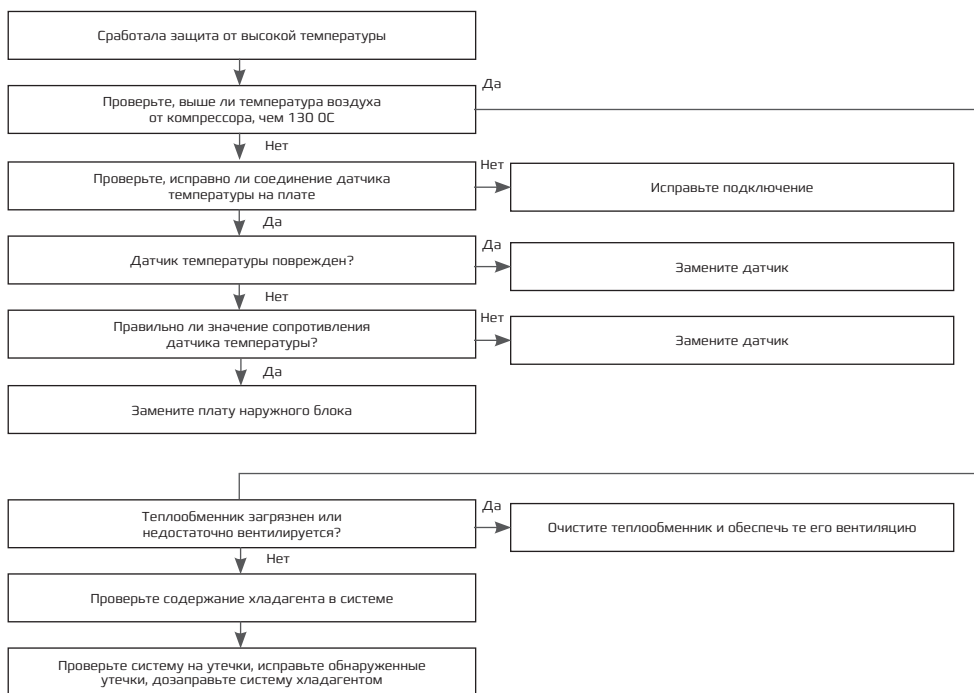 Сработала защита от высокой температуры
Да
Проверьте, выше ли температура воздуха
от компрессора, чем 130 0С
Нет
Нет
Проверьте, исправно ли соединение датчика
температуры на плате
Исправьте подключение
Да
Да
Датчик температуры поврежден?
Замените датчик
Нет
Нет
Правильно ли значение сопротивления
датчика температуры?
Замените датчик
Да
Замените плату наружного блока
Да
Теплообменник загрязнен или
недостаточно вентилируется?
Очистите теплообменник и обеспечь те его вентиляцию
Нет
Проверьте содержание хладагента в системе
Проверьте систему на утечки, исправьте обнаруженные
утечки, дозаправьте систему хладагентом